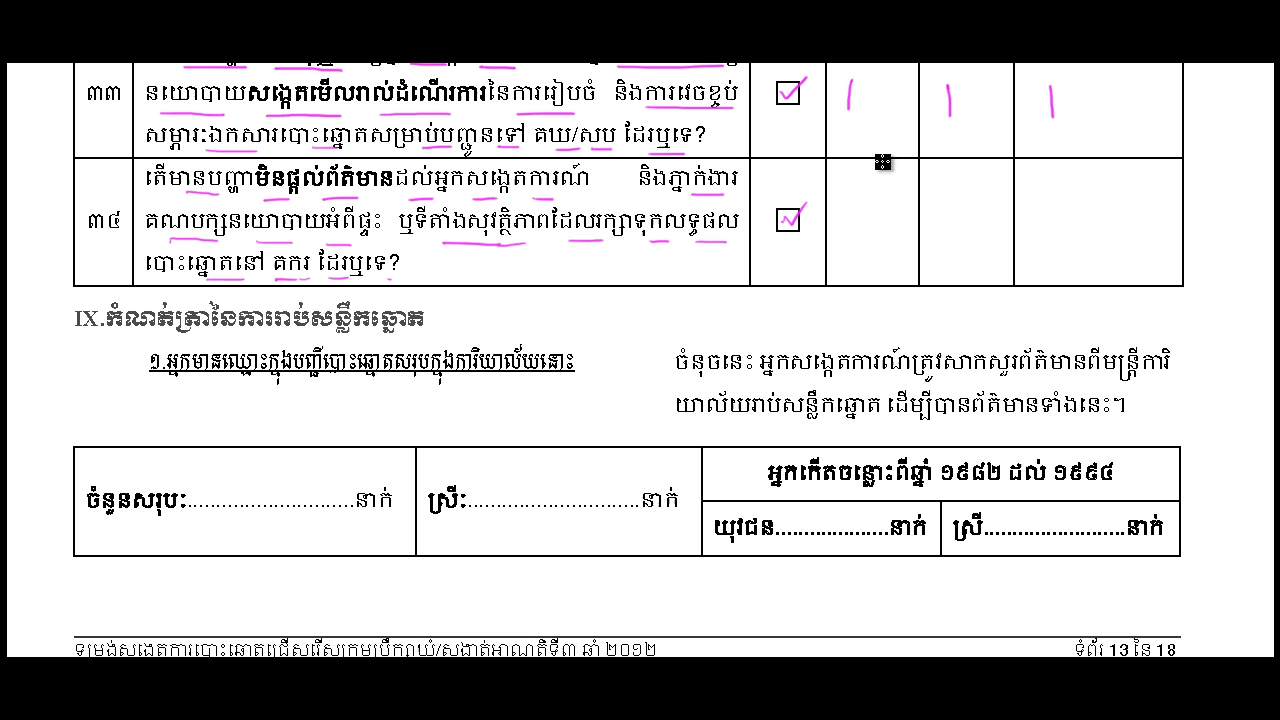 ៣៣
នយោបាយសង្កេតមើលរាល់ដំណើរការនៃការរៀបចំ និងការវេចខ្ចប់
សម្ភារៈឯកសារបោះឆ្នោតសម្រាប់បញ្ជូនទៅ គឃ/សប ដែរឬទេ?
៣៤
តើមានបញ្ហាមិនផ្តល់ព័ត៌មានដល់អ្នកសង្កេតការណ៍ និងភ្នាក់ងារ
គណបក្សនយោបាយអំពីផ្ទះ ឬទីតាំងសុវត្ថិភាពដែលរក្សាទុកលទ្ធផល
បោះឆ្នោតនៅ គករ ដែរឬទេ?
IX.កំណត់ត្រានៃការរាប់សន្លឹកឆ្នោត
១.អ្នកមានឈ្មោះក្នុងបញ្ជីបោះឆ្នោតសរុបក្នុងការិយាល័យនោះ
ចំនុចនេះ អ្នកសង្កេតការណ៍ត្រូវសាកសួរព័ត៌មានពីមន្ត្រីការិ
យាល័យរាប់សន្លឹកឆ្នោត ដើម្បីបានព័ត៌មានទាំងនេះ។
ចំនួនសរុប:.............................នាក់
ស្រី:..............................នាក់
អ្នកកើតចន្លោះពីឆ្នាំ ១៩៨២ ដល់ ១៩៩៤
យុវជន....................នាក់
ស្រី.........................នាក់
ទម្រង់សង្កេតការបោះឆ្នោតជ្រើសរើសក្រុមប្រឹក្សាឃុំ/សង្កាត់អាណត្តិទី៣ ឆ្នាំ ២០១២
ទំព័រ 13 នៃ 18